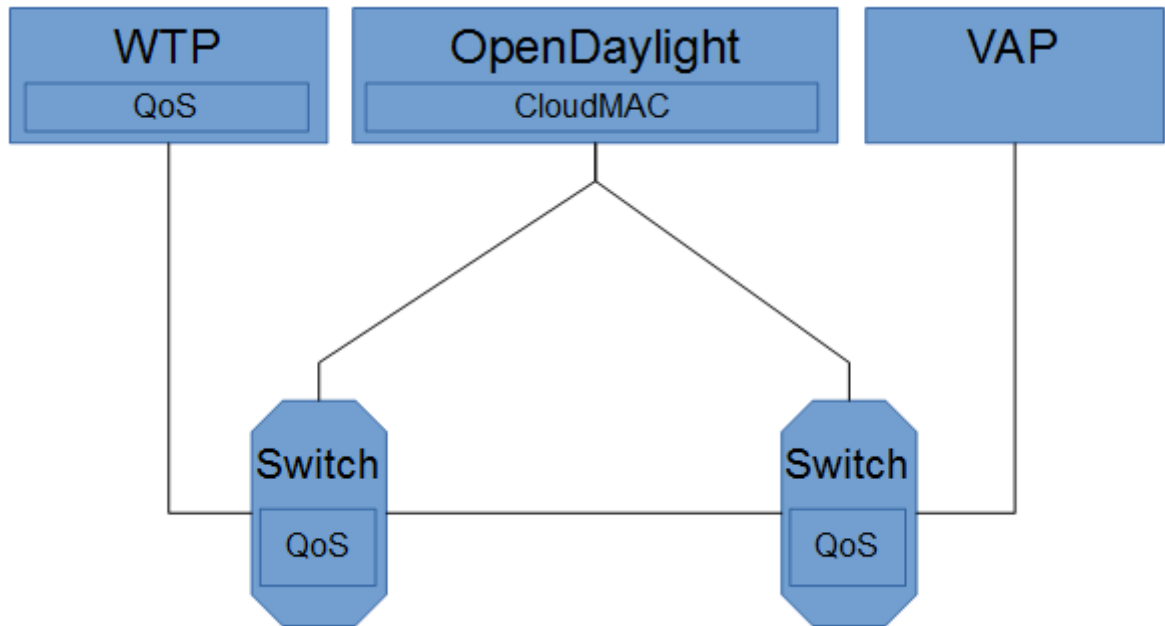 WTP
QoS
OpenDaylight
CloudMAC
VAP
Switch
QoS
Switch
QoS